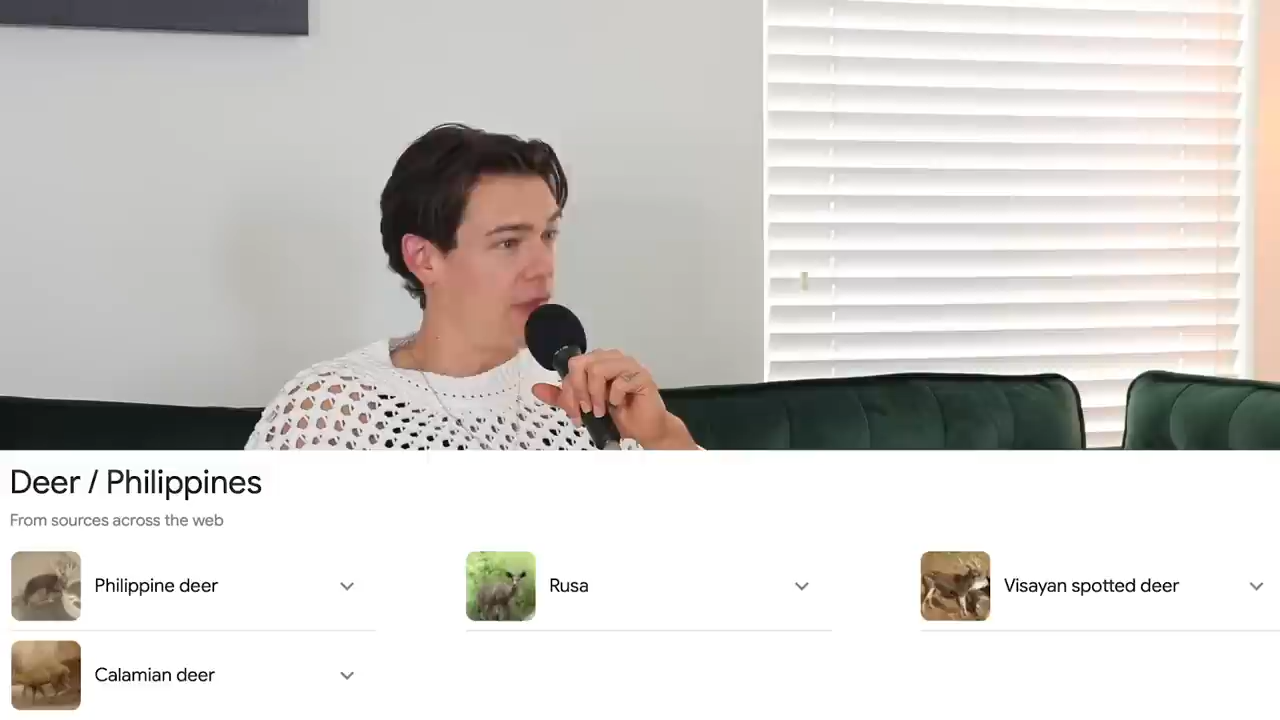 Deer / Philippines
From sources across the web
Philippine deer
Rusa
Visayan spotted deer
Calamian deer